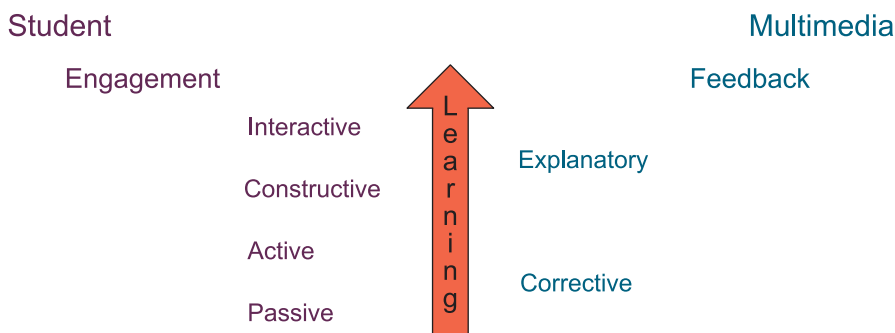 Student
Engagement
Interactive
Constructive
Active
Passive
Learning
Multimedia
Feedback
Explanatory
Corrective